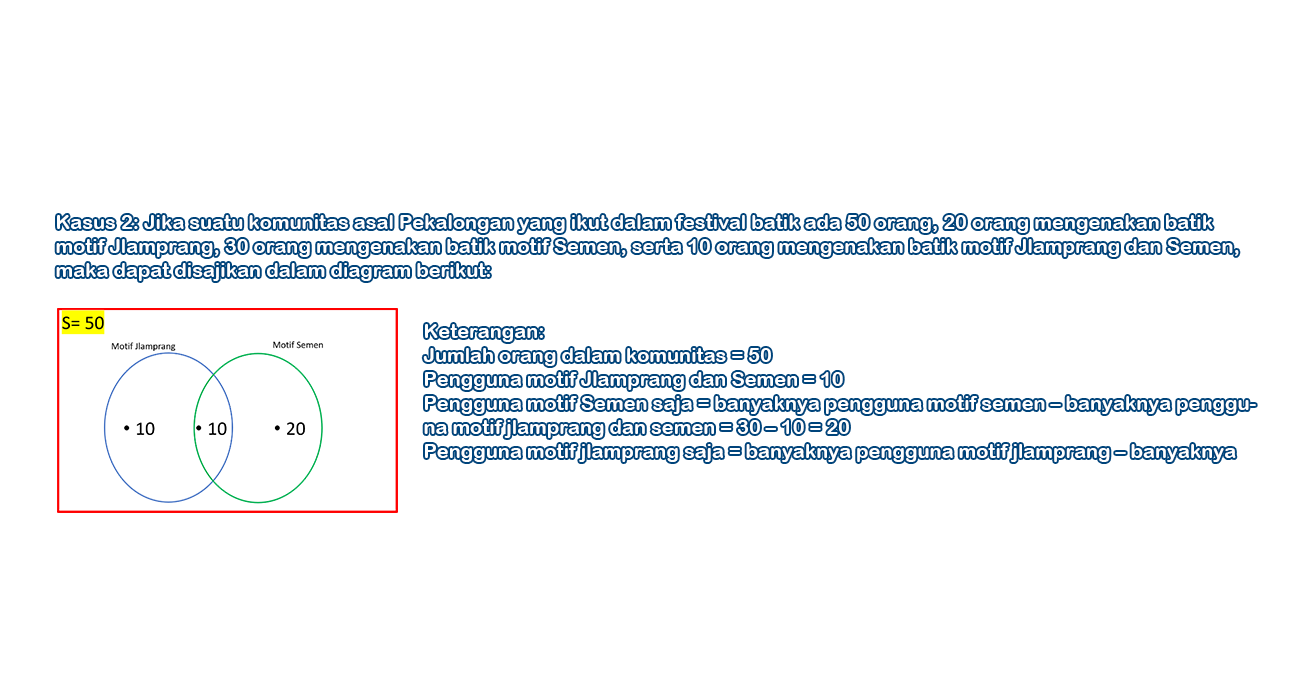 Kasus 2: Jika suatu komunitas asal Pekalongan yang ikut dalam festival batik ada 50 orang, 20 orang mengenakan batik
motif Jlamprang, 30 orang mengenakan batik motif Semen, serta 10 orang mengenakan batik motif Jlamprang dan Semen,
maka dapat disajikan dalam diagram berikut:
S= 50
Motif Jlamprang
Motif Semen
• 10
• 10
• 20
Keterangan:
Jumlah orang dalam komunitas = 50
Pengguna motif Jlamprang dan Semen = 10
Pengguna motif Semen saja = banyaknya pengguna motif semen – banyaknya penggu-
na motif jlamprang dan semen = 30 – 10 = 20
Pengguna motif jlamprang saja = banyaknya pengguna motif jlamprang – banyaknya